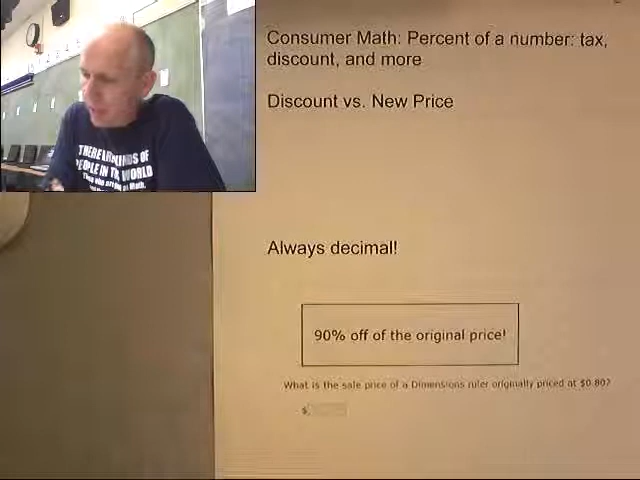 Consumer Math: Percent of a number: tax,
discount, and more
Discount vs. New Price
Always decimal!
90% off of the original price!
What is the sale price of a Dimensions ruler originally priced at $0.80?
$
THERE
KINDS OF
PEOPLE IN THE WORLD